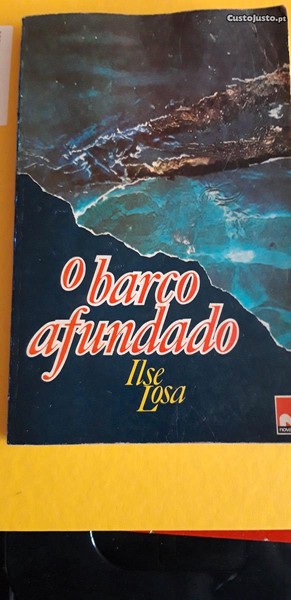 CustoJusto.pt
o barco
afundado
Ilse
Losa